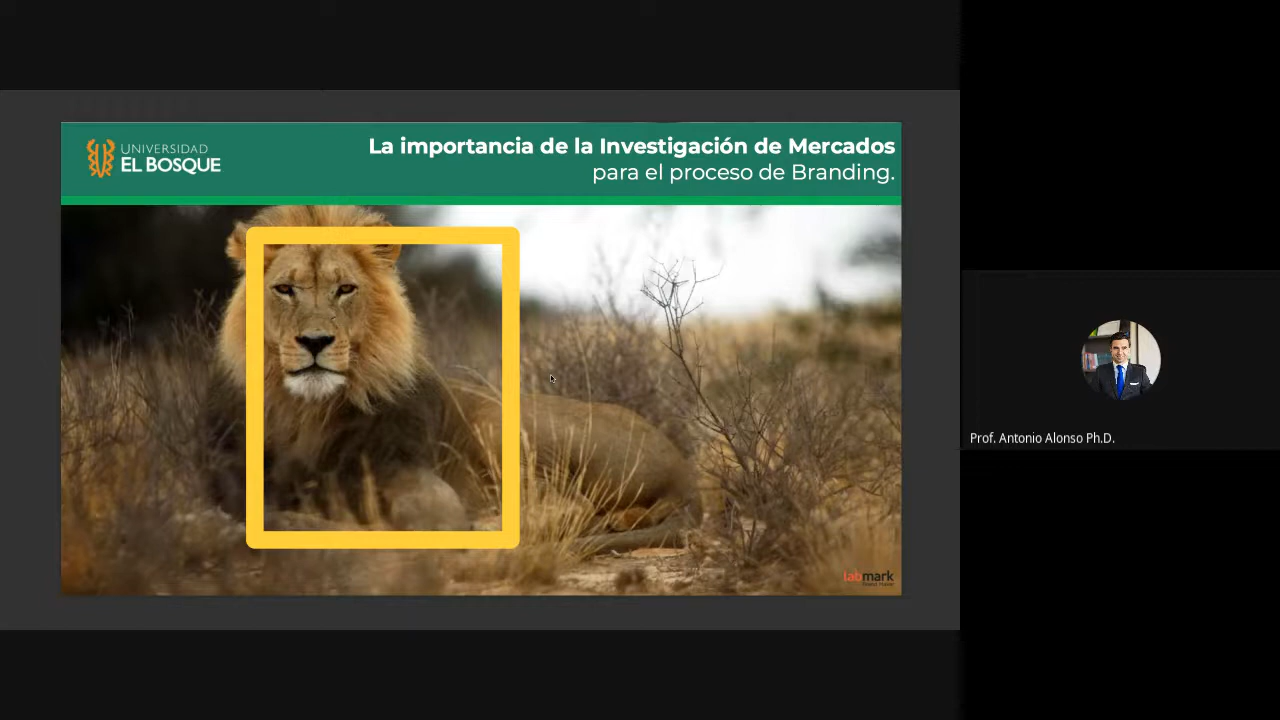 UNIVERSIDAD
EL BOSQUE
La importancia de la Investigación de Mercados
para el proceso de Branding.
labmark
Prof. Antonio Alonso Ph.D.